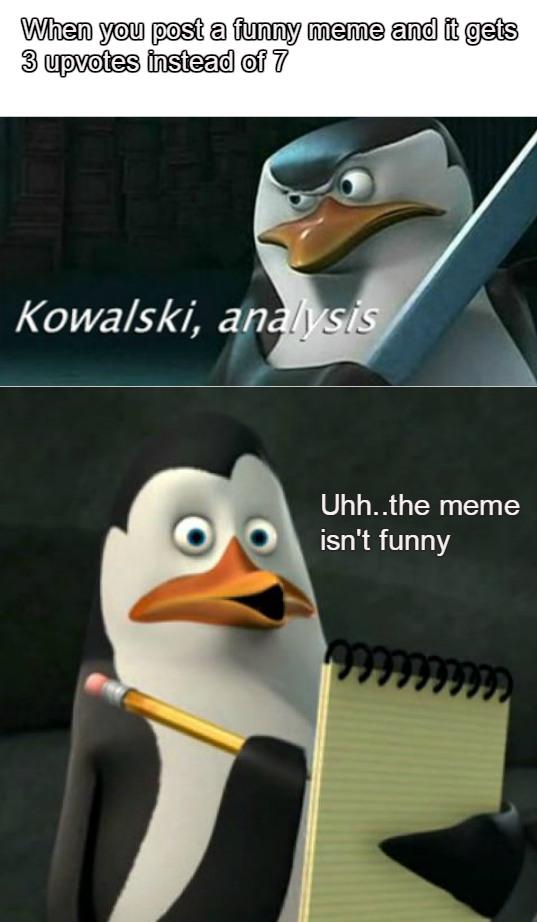 When you post a funny meme and it gets
3 upvotes instead of 7
Kowalski, analysis
Uhh..the meme
isn't funny